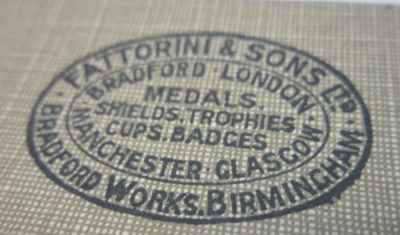 FATTORINI & SONS LTD
BRADFORD · LONDON
MEDALS.
SHIELDS. TROPHIES.
CUPS. BADGES
MANCHESTER · GLASGOW
BRADFORD WORKS. BIRMINGHAM